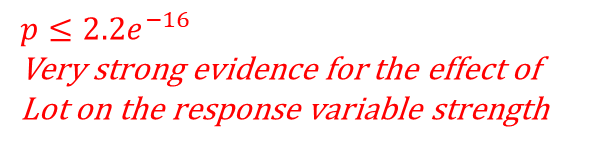 p ≤ 2.2e⁻¹⁶
Very strong evidence for the effect of
Lot on the response variable strength